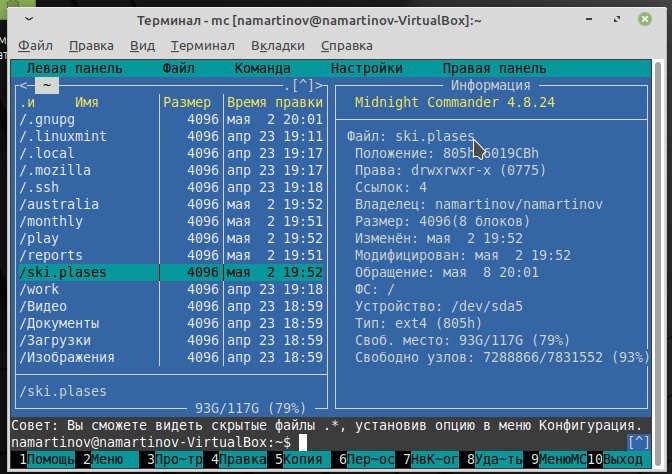 Терминал - mc [namartinov@namartinov-VirtualBox]:~
Файл Правка Вид Терминал Вкладки Справка
Левая панель Файл Команда Настройки Правая панель
<─ ~ ─.[^]>
.и Имя Размер Время правки
/.gnupg 4096 мая 2 20:01
/.linuxmint 4096 апр 23 19:11
/.local 4096 апр 23 19:17
/.mozilla 4096 апр 23 19:17
/.ssh 4096 апр 23 19:18
/australia 4096 мая 2 19:52
/monthly 4096 мая 2 19:51
/play 4096 мая 2 19:52
/reports 4096 мая 2 19:51
/ski.plases 4096 мая 2 19:52
/work 4096 апр 23 19:18
/Видео 4096 апр 23 18:59
/Документы 4096 апр 23 18:59
/Загрузки 4096 апр 23 18:59
/Изображения 4096 апр 23 18:59
/ski.plases
93G/117G (79%)
Информация
Midnight Commander 4.8.24
Файл: ski.plases
Положение: 805h 6019CBh
Права: drwxrwxr-x (0775)
Ссылок: 4
Владелец: namartinov/namartinov
Размер: 4096(8 блоков)
Изменён: мая 2 19:52
Модифицирован: мая 2 19:52
Обращение: мая 8 20:01
ФС: /
Устройство: /dev/sda5
Тип: ext4 (805h)
Своб. место: 93G/117G (79%)
Свободно узлов: 7288866/7831552 (93%)
Совет: Вы сможете видеть скрытые файлы .*, установив опцию в меню Конфигурация.
namartinov@namartinov-VirtualBox:~$ [^]
1Помощь 2Меню 3Про~тр 4Правка 5Копия 6Пер~ос 7НвК~ог 8Уда~ть 9МенюMC 10Выход